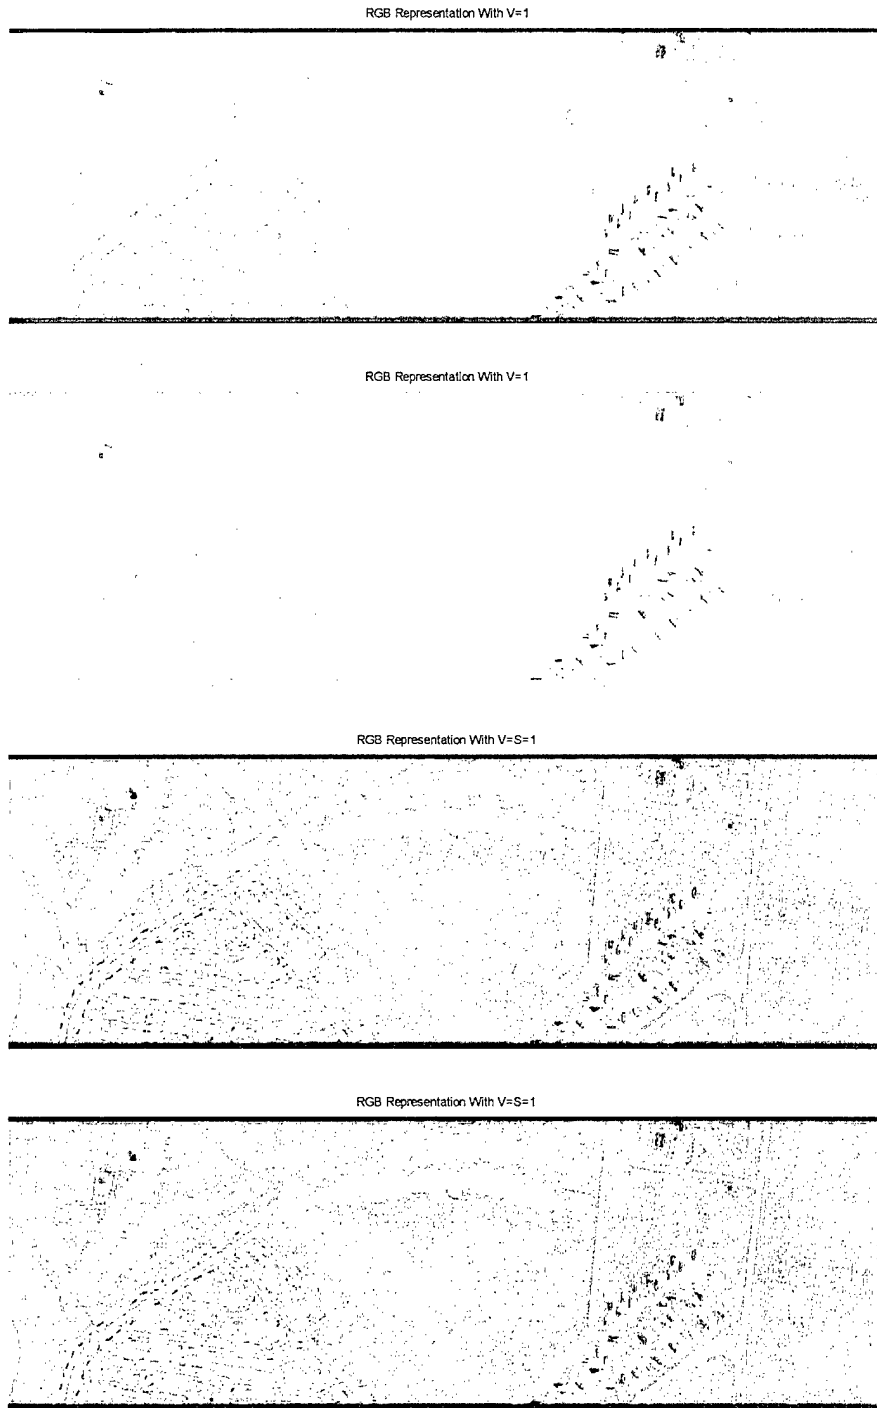 RGB Representation With V=1
RGB Representation With V=1
RGB Representation With V=S=1
RGB Representation With V=S=1